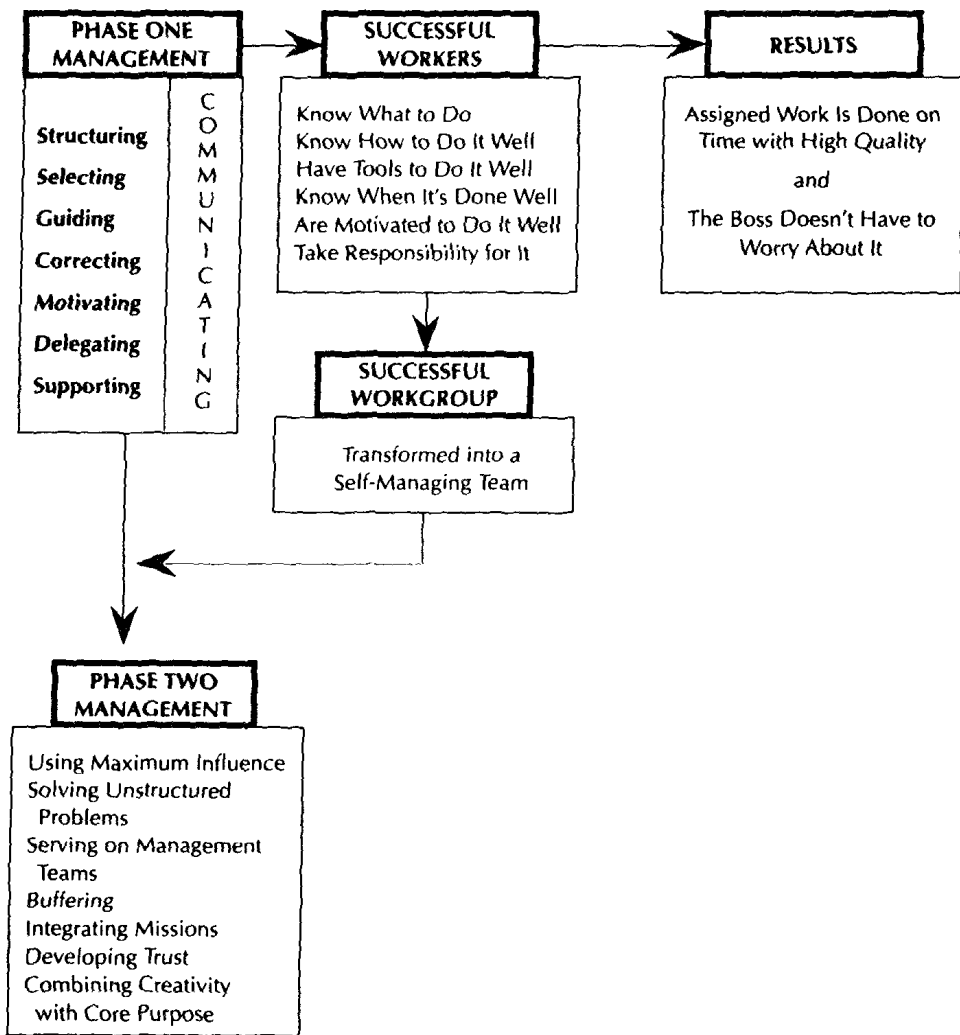 PHASE ONE
MANAGEMENT
Structuring
Selecting
Guiding
Correcting
Motivating
Delegating
Supporting
COMMUNICATING
SUCCESSFUL
WORKERS
Know What to Do
Know How to Do It Well
Have Tools to Do It Well
Know When It's Done Well
Are Motivated to Do It Well
Take Responsibility for It
RESULTS
Assigned Work Is Done on
Time with High Quality
and
The Boss Doesn't Have to
Worry About It
SUCCESSFUL
WORKGROUP
Transformed into a
Self-Managing Team
PHASE TWO
MANAGEMENT
Using Maximum Influence
Solving Unstructured
Problems
Serving on Management
Teams
Buffering
Integrating Missions
Developing Trust
Combining Creativity
with Core Purpose